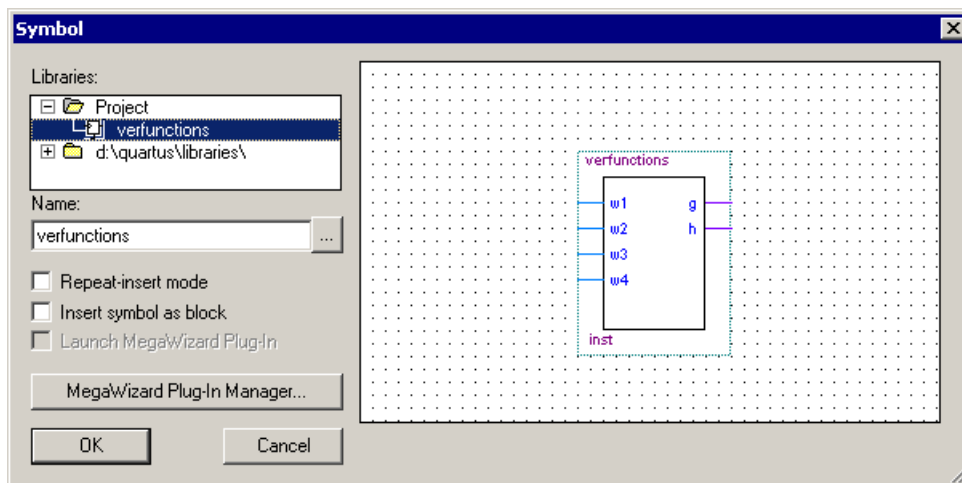 Symbol
Libraries:
Project
verfunctions
d:\quartus\libraries\
Name:
verfunctions
...
Repeat-insert mode
Insert symbol as block
Launch MegaWizard Plug-In
MegaWizard Plug-In Manager...
OK
Cancel
verfunctions
w1 g
w2 h
w3
w4
inst